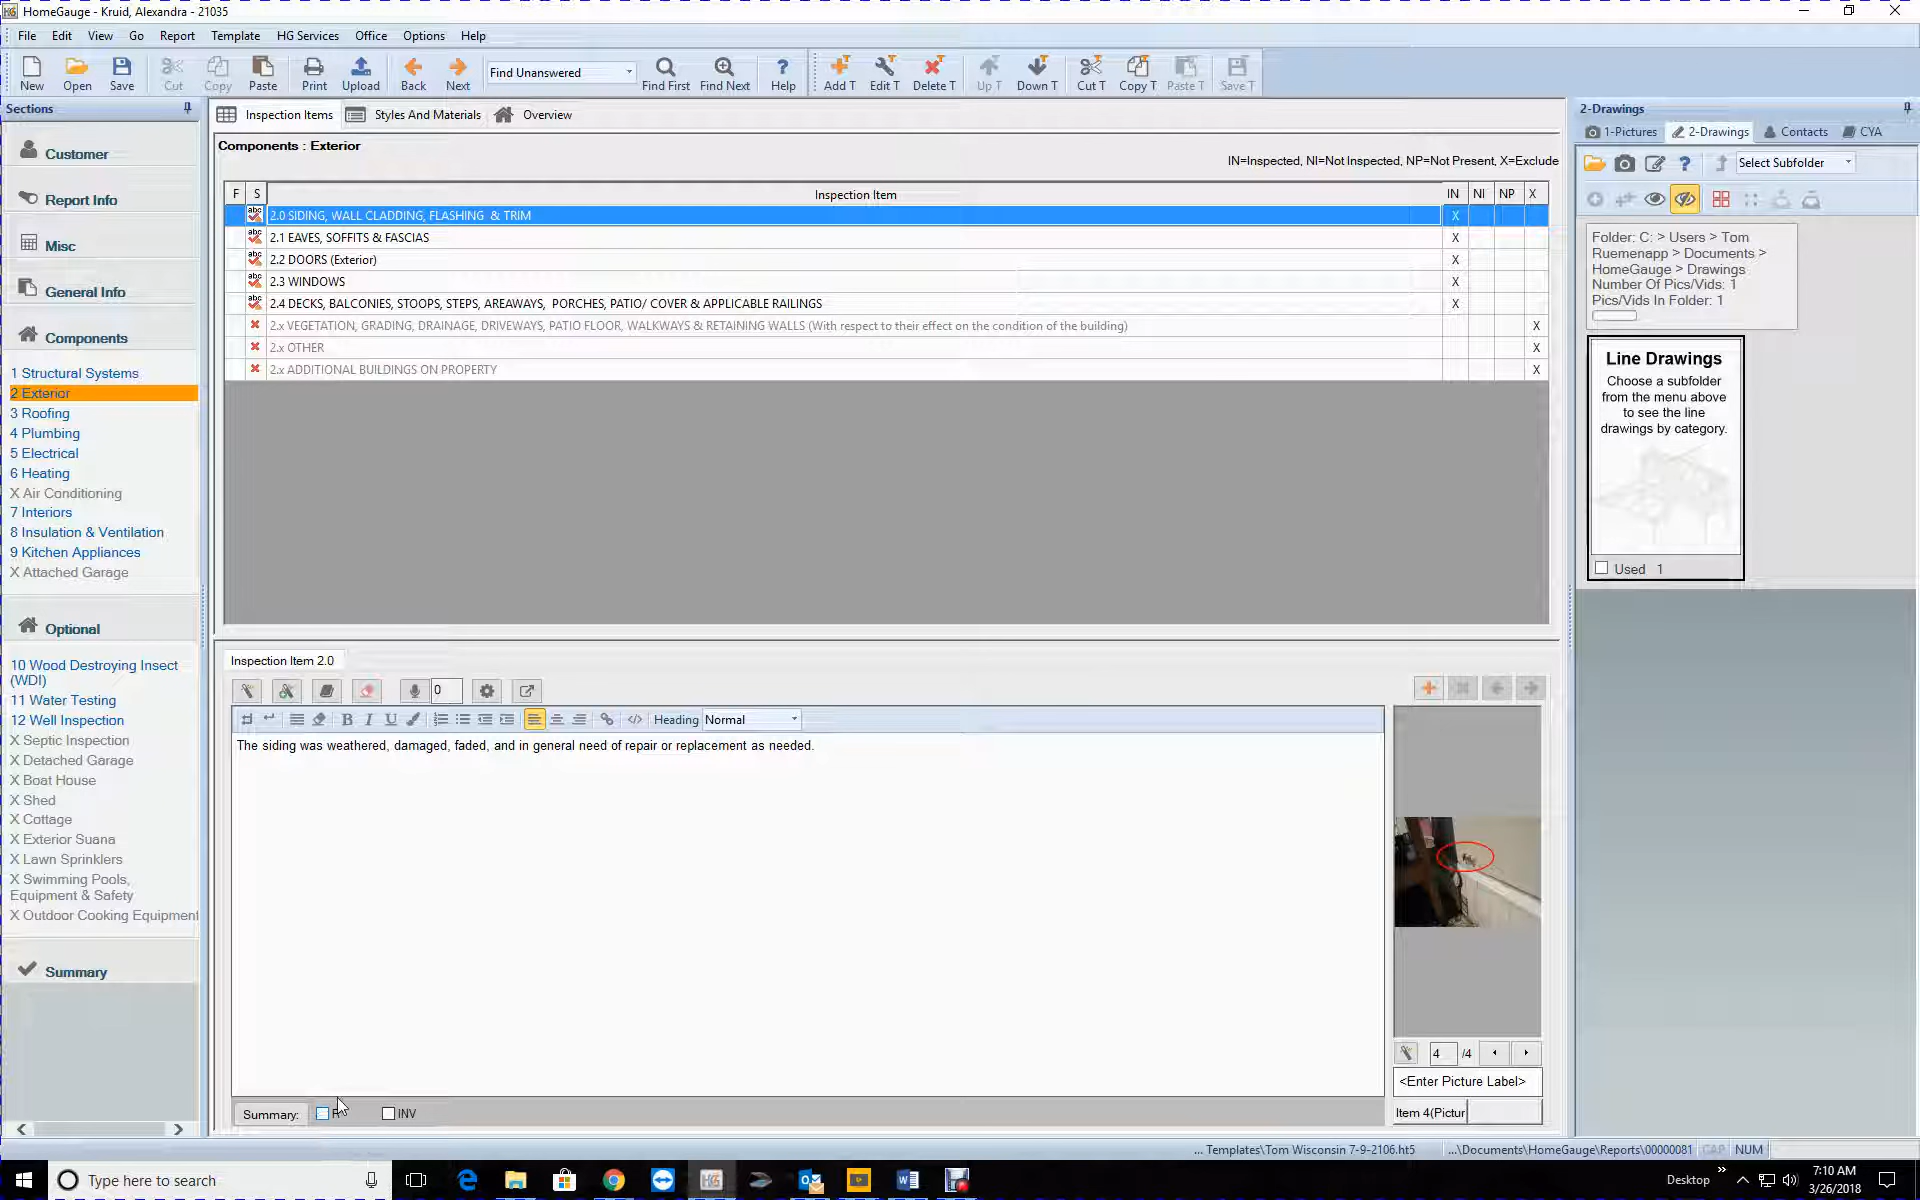 HomeGauge - Kruid, Alexandra - 21035
File Edit View Go Report Template HG Services Office Options Help
New Open Save Cut Copy Paste Print Upload Back Next Find Unanswered Find First Find Next Help Add T Edit T Delete T Up T Down T Cut T Copy T Paste T Save T
Sections
Customer
Report Info
Misc
General Info
Components
1 Structural Systems
2 Exterior
3 Roofing
4 Plumbing
5 Electrical
6 Heating
X Air Conditioning
7 Interiors
8 Insulation & Ventilation
9 Kitchen Appliances
X Attached Garage
Optional
10 Wood Destroying Insect
(WDI)
11 Water Testing
12 Well Inspection
X Septic Inspection
X Detached Garage
X Boat House
X Shed
X Cottage
X Exterior Suana
X Lawn Sprinklers
X Swimming Pools,
Equipment & Safety
X Outdoor Cooking Equipment
Summary
Inspection Items Styles And Materials Overview
Components : Exterior
IN=Inspected, NI=Not Inspected, NP=Not Present, X=Exclude
F S Inspection Item IN NI NP X
abc 2.0 SIDING, WALL CLADDING, FLASHING & TRIM X
abc 2.1 EAVES, SOFFITS & FASCIAS X
abc 2.2 DOORS (Exterior) X
abc 2.3 WINDOWS X
abc 2.4 DECKS, BALCONIES, STOOPS, STEPS, AREAWAYS, PORCHES, PATIO/ COVER & APPLICABLE RAILINGS X
2.x VEGETATION, GRADING, DRAINAGE, DRIVEWAYS, PATIO FLOOR, WALKWAYS & RETAINING WALLS (With respect to their effect on the condition of the building) X
2.x OTHER X
2.x ADDITIONAL BUILDINGS ON PROPERTY X
Inspection Item 2.0
0
B I U Heading Normal
The siding was weathered, damaged, faded, and in general need of repair or replacement as needed.
4 /4
<Enter Picture Label>
Item 4(Pictur
Summary: INV
2-Drawings
1-Pictures 2-Drawings Contacts CYA
Select Subfolder
Folder: C: > Users > Tom
Ruemenapp > Documents >
HomeGauge > Drawings
Number Of Pics/Vids: 1
Pics/Vids In Folder: 1
Line Drawings
Choose a subfolder
from the menu above
to see the line
drawings by category.
Used 1
... Templates\Tom Wisconsin 7-9-2106.ht5 ...\Documents\HomeGauge\Reports\00000081 CAP NUM
Type here to search
Desktop
7:10 AM
3/26/2018